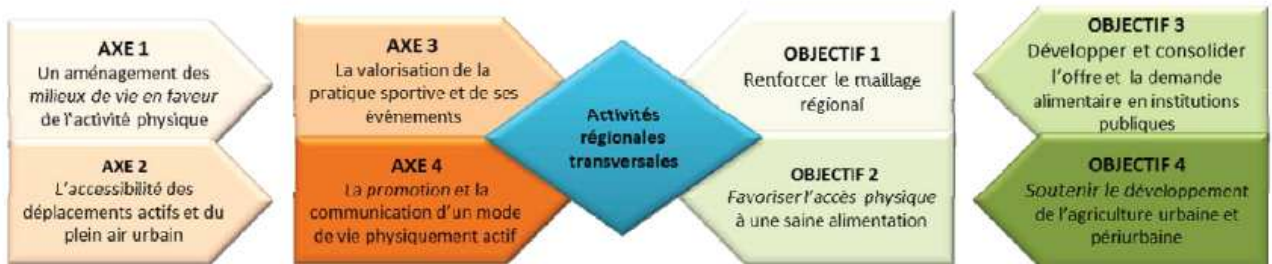 AXE 1
Un aménagement des
milieux de vie en faveur
de l'activité physique
AXE 2
L'accessibilité des
déplacements actifs et du
plein air urbain
AXE 3
La valorisation de la
pratique sportive et de ses
évènements
AXE 4
La promotion et la
communication d'un mode
de vie physiquement actif
Activités
régionales
transversales
OBJECTIF 1
Renforcer le maillage
régional
OBJECTIF 2
Favoriser l'accès physique
à une saine alimentation
OBJECTIF 3
Développer et consolider
l'offre et la demande
alimentaire en institutions
publiques
OBJECTIF 4
Soutenir le développement
de l'agriculture urbaine et
périurbaine